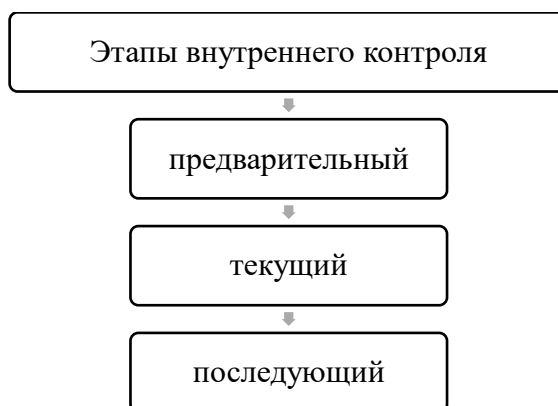 Этапы внутреннего контроля
предварительный
текущий
последующий